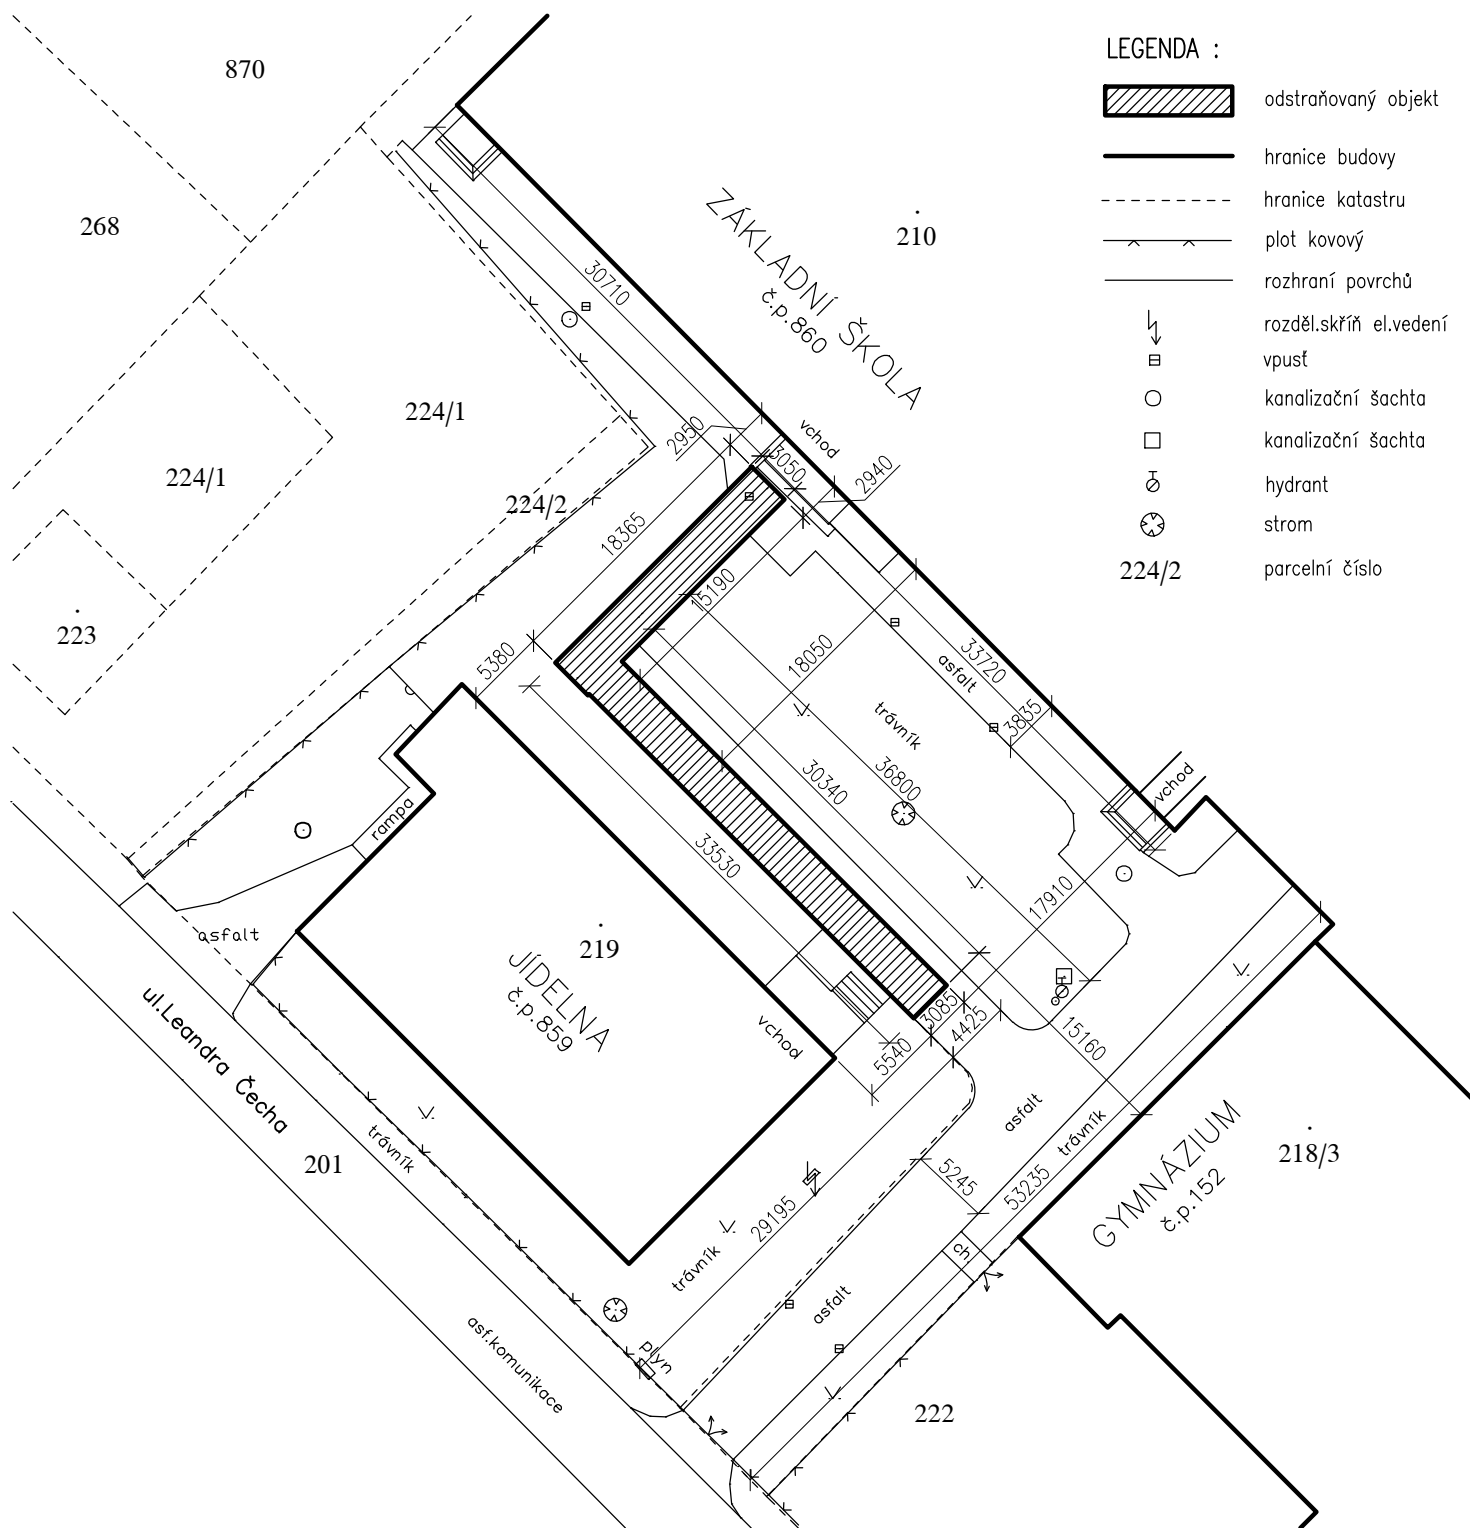 870
268
224/1
224/1
224/2
223
210
ZÁKLADNÍ ŠKOLA
č.p.860
30710
2950
vchod
3050
2940
18365
15190
5380
18050
33720
asfalt
3835
trávník
36800
30340
33530
vchod
17910
rampa
asfalt
219
JÍDELNA
č.p.859
vchod
3085
4425
5540
15160
ul.Leandra Čecha
201
trávník
asfalt
trávník
5245
53235
29195
trávník
ch
asfalt
plyn
asf.komunikace
GYMNÁZIUM
č.p.152
218/3
222
LEGENDA :
odstraňovaný objekt
hranice budovy
hranice katastru
plot kovový
rozhraní povrchů
rozděl.skříň el.vedení
vpusť
kanalizační šachta
kanalizační šachta
hydrant
strom
224/2 parcelní číslo